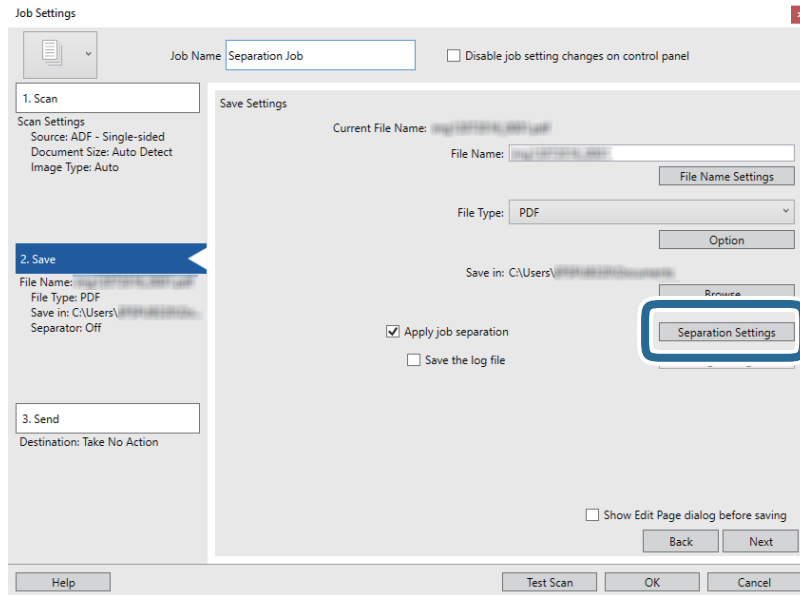 Job Settings
Job Name Separation Job Disable job setting changes on control panel
1. Scan
Scan Settings
Source: ADF - Single-sided
Document Size: Auto Detect
Image Type: Auto
2. Save
File Name:
File Type: PDF
Save in: C:\Users\
Separator: Off
3. Send
Destination: Take No Action
Save Settings
Current File Name:
File Name:
File Name Settings
File Type: PDF
Option
Save in: C:\Users\
Browse
Apply job separation
Separation Settings
Save the log file
Show Edit Page dialog before saving
Back Next
Help Test Scan OK Cancel